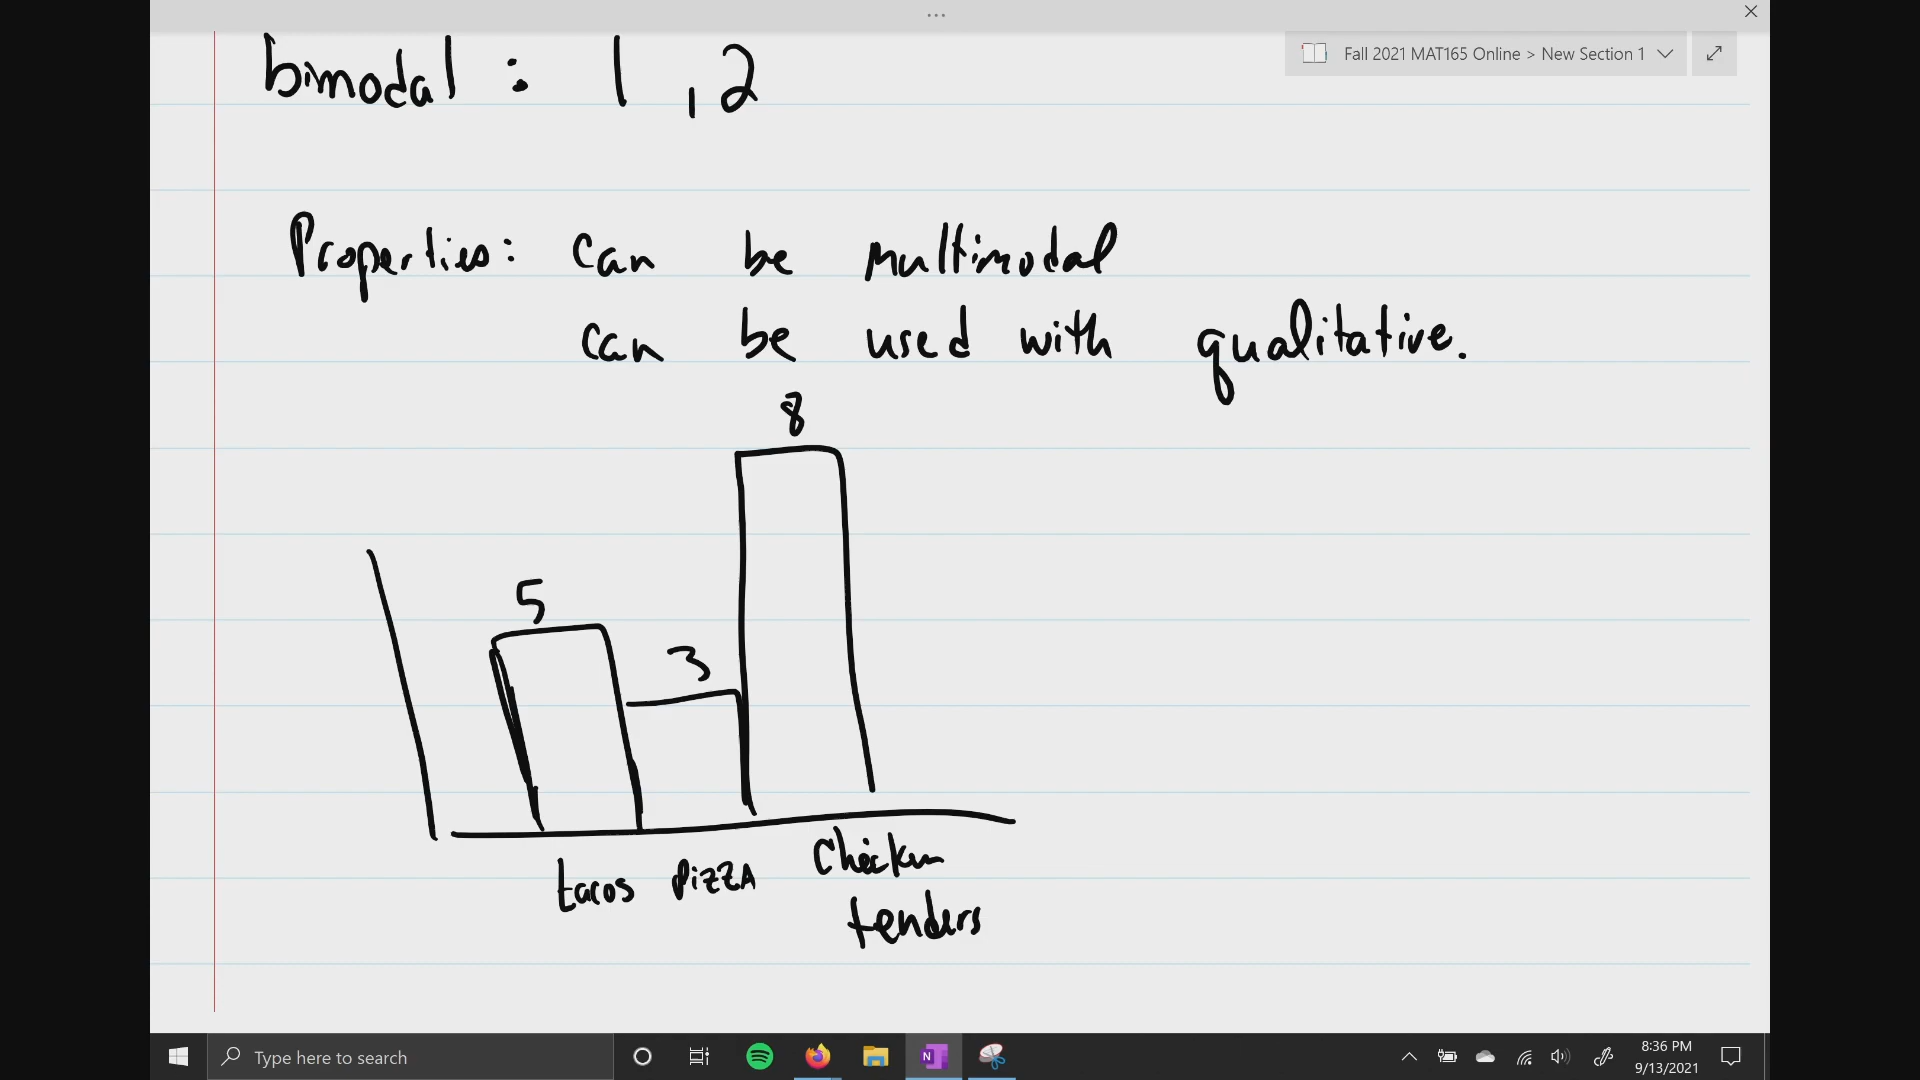 ...
Fall 2021 MAT165 Online > New Section 1
bimodal : 1 , 2
Properties: can be multimodal
can be used with qualitative.
8
5
3
tacos PIZZA Chicken
tenders
Type here to search
N
8:36 PM
9/13/2021